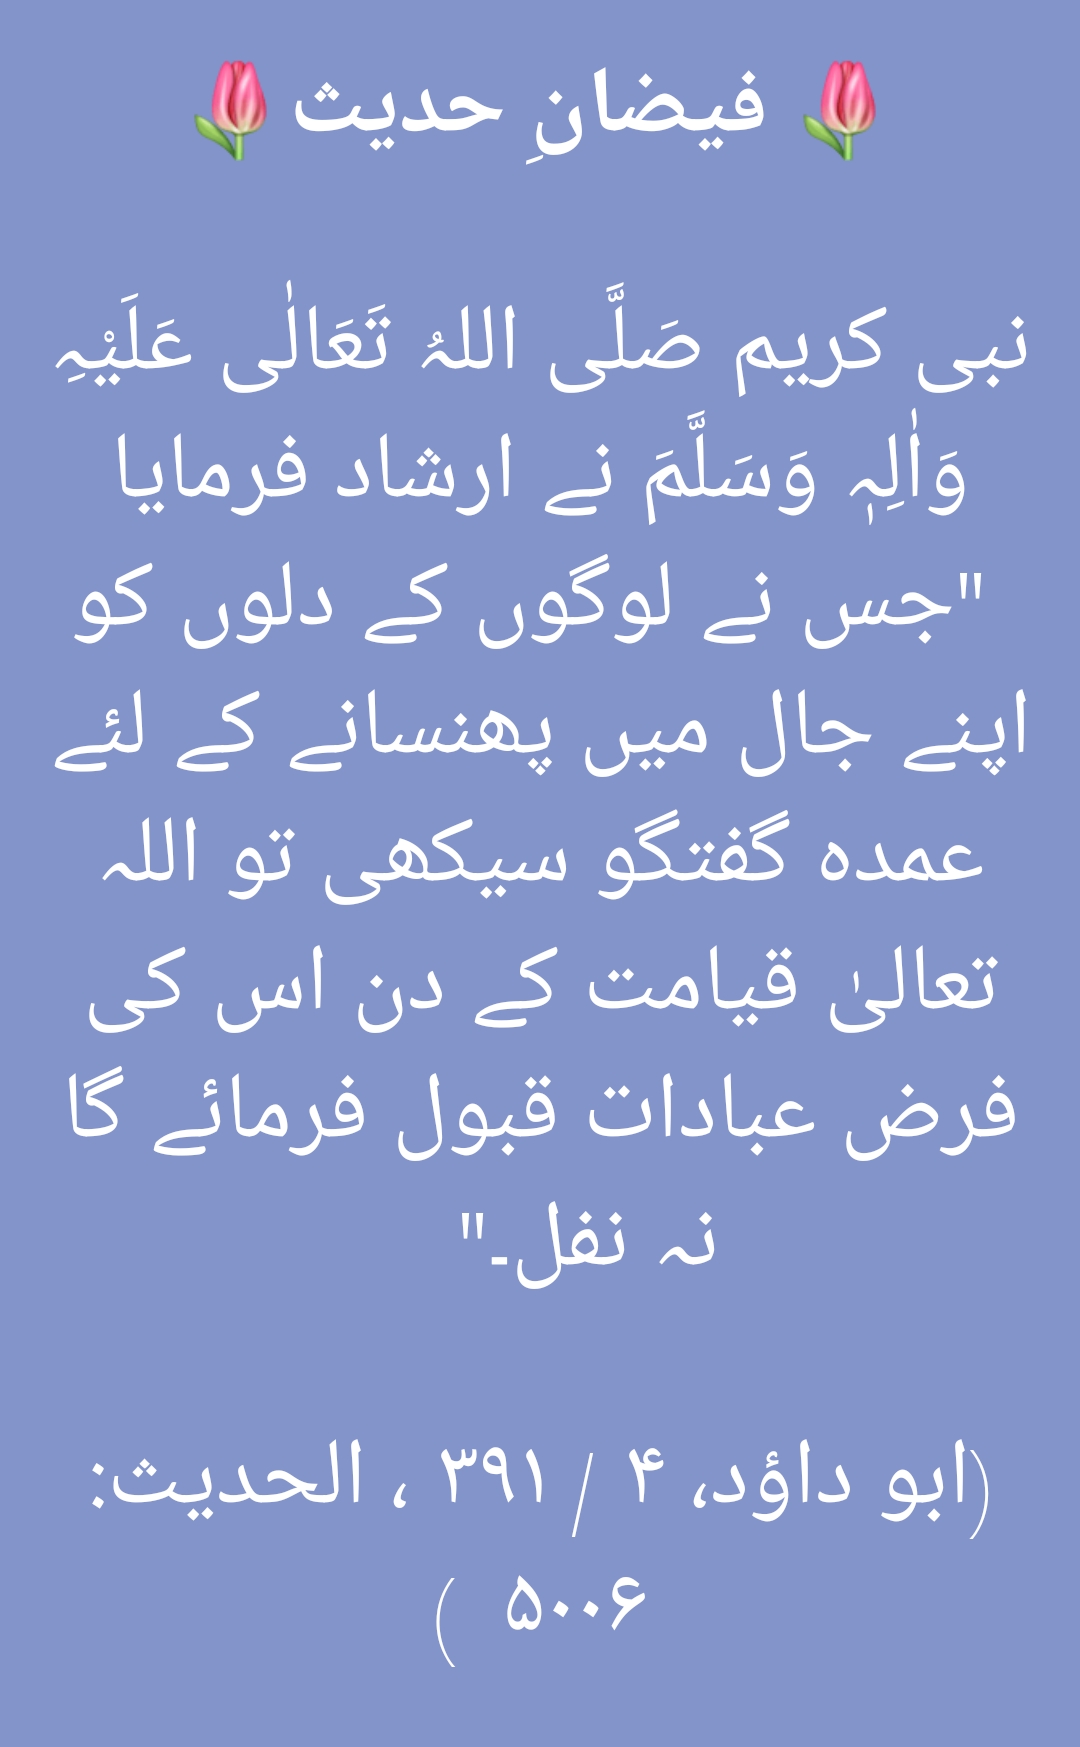 🌷 فیضانِ حدیث 🌷
نبی کریم صَلَّی اللہُ تَعَالٰی عَلَیْہِ
وَاٰلِہٖ وَسَلَّمَ نے ارشاد فرمایا
"جس نے لوگوں کے دلوں کو
اپنے جال میں پھنسانے کے لئے
عمدہ گفتگو سیکھی تو اللہ
تعالیٰ قیامت کے دن اس کی
فرض عبادات قبول فرمائے گا
نہ نفل۔"
(ابو داؤد، ۴ / ۳۹۱ ، الحدیث:
۵۰۰۶ )